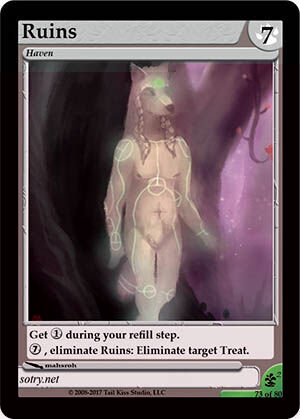 Ruins
7
Haven
Get 1 during your refill step.
7 , eliminate Ruins: Eliminate target Treat.
mahsroh
sotry.net
73 of 80
© 2008-2017 Tail Kiss Studio, LLC